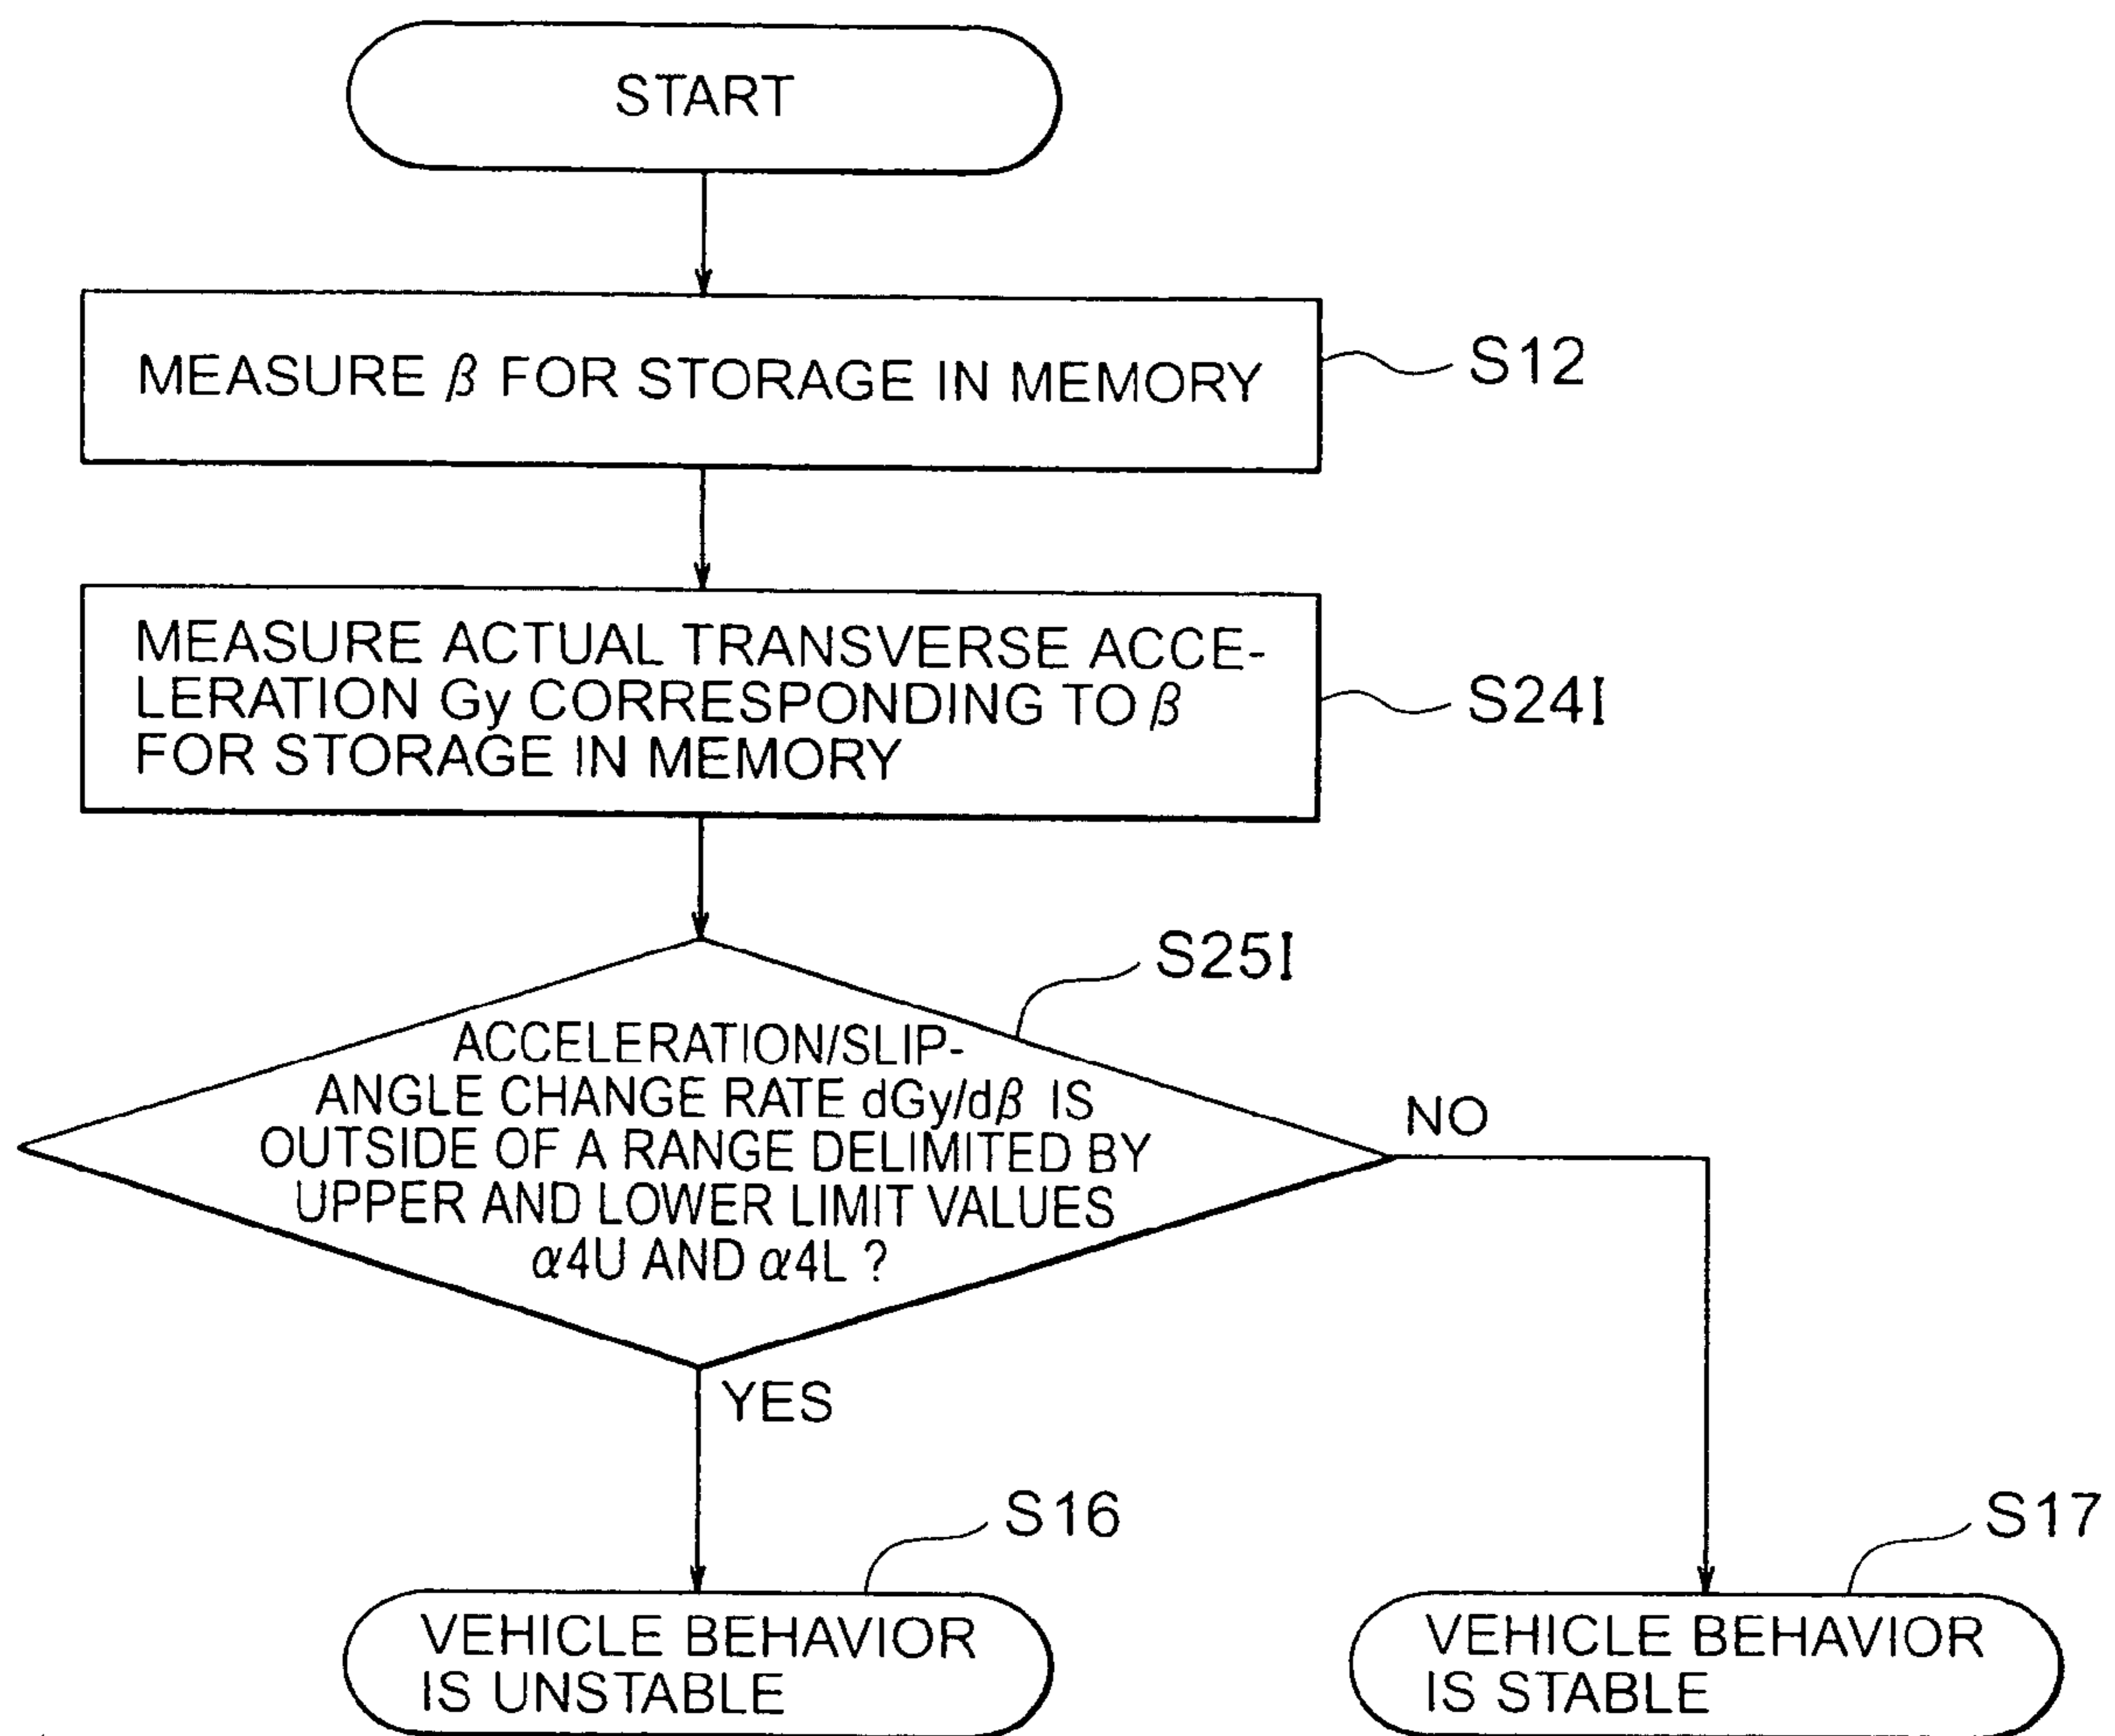 START
MEASURE β FOR STORAGE IN MEMORY
S12
MEASURE ACTUAL TRANSVERSE ACCE-
LERATION Gy CORRESPONDING TO β
FOR STORAGE IN MEMORY
S24I
S25I
ACCELERATION/SLIP-
ANGLE CHANGE RATE dGy/dβ IS
OUTSIDE OF A RANGE DELIMITED BY
UPPER AND LOWER LIMIT VALUES
α4U AND α4L ?
NO
YES
S16
S17
VEHICLE BEHAVIOR
IS UNSTABLE
VEHICLE BEHAVIOR
IS STABLE